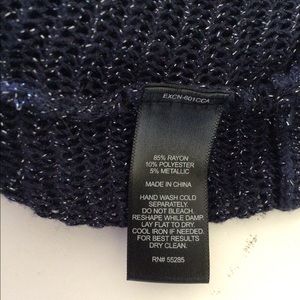 EXCN-601CCA
85% RAYON
10% POLYESTER
5% METALLIC
MADE IN CHINA
HAND WASH COLD
SEPARATELY.
DO NOT BLEACH.
RESHAPE WHILE DAMP.
LAY FLAT TO DRY.
COOL IRON IF NEEDED.
FOR BEST RESULTS
DRY CLEAN.
RN# 55285